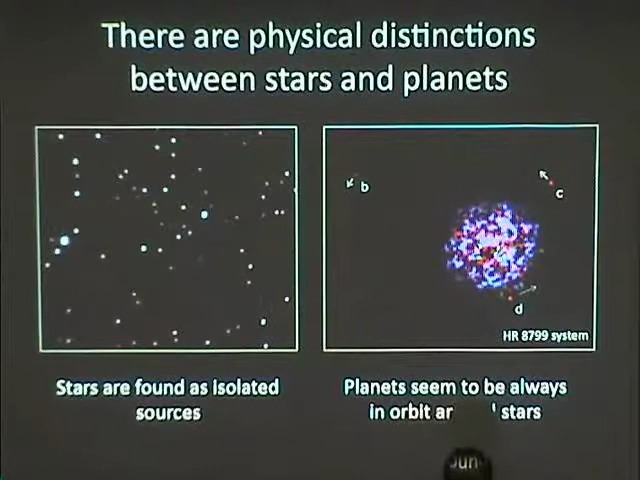 There are physical distinctions
between stars and planets
b
c
d
HR 8799 system
Stars are found as isolated
sources
Planets seem to be always
in orbit stars